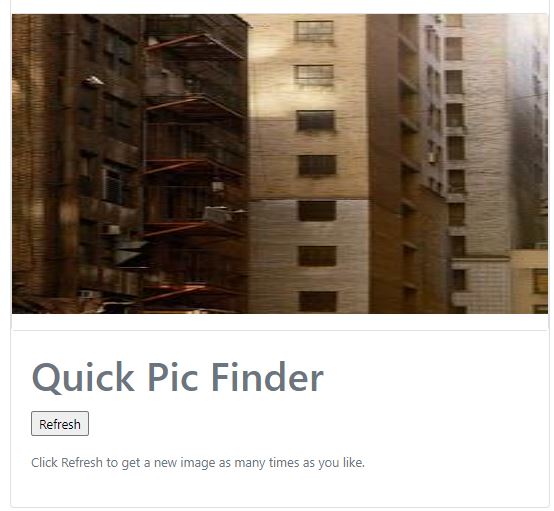 Quick Pic Finder
Refresh
Click Refresh to get a new image as many times as you like.